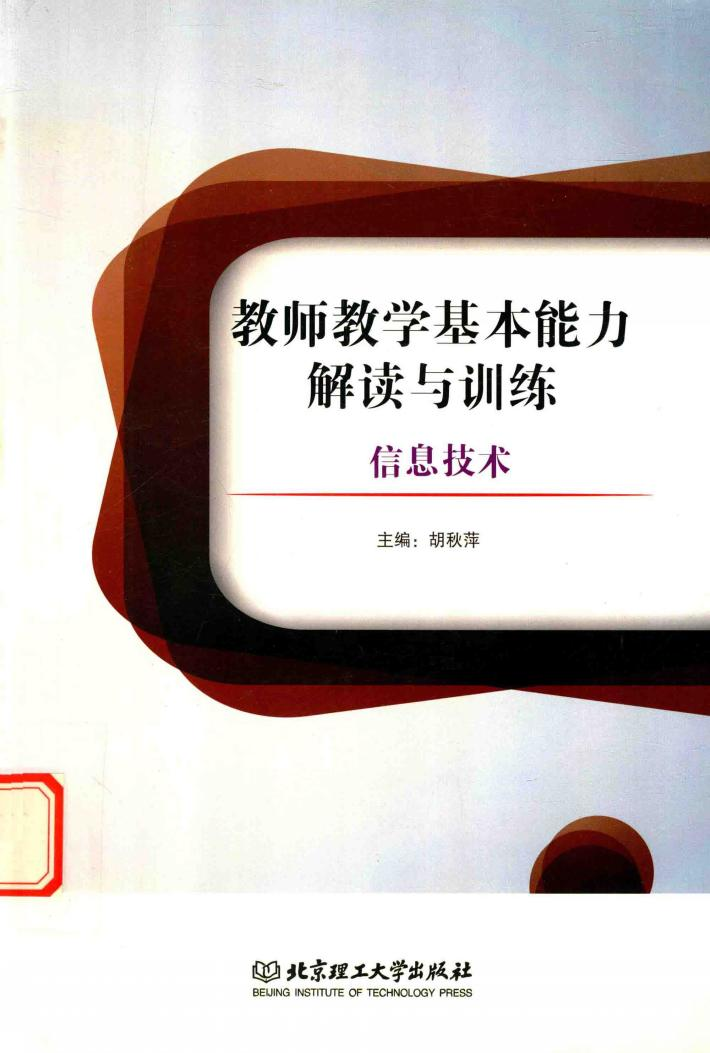 教师教学基本能力
解读与训练
信息技术
主编：胡秋萍
北京理工大学出版社
BEIJING INSTITUTE OF TECHNOLOGY PRESS